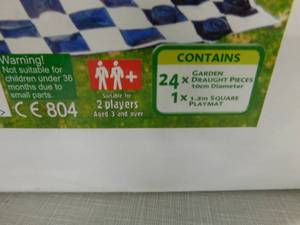 Warning!
Not suitable for
children under 36
months due to
small parts.
CE 804
+
Suitable for
2 players
Aged 3 and over
CONTAINS
24 x GARDEN
DRAUGHT PIECES
10cm Diameter
1 x 1.2m SQUARE
PLAYMAT